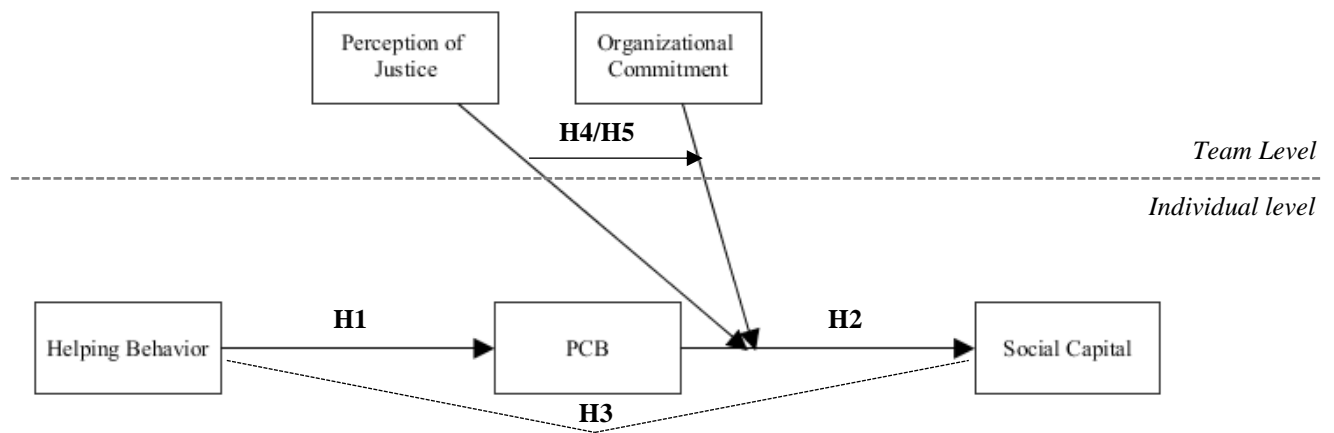 Perception of
Justice
Organizational
Commitment
H4/H5
Team Level
Individual level
H1
H2
Helping Behavior
PCB
Social Capital
H3